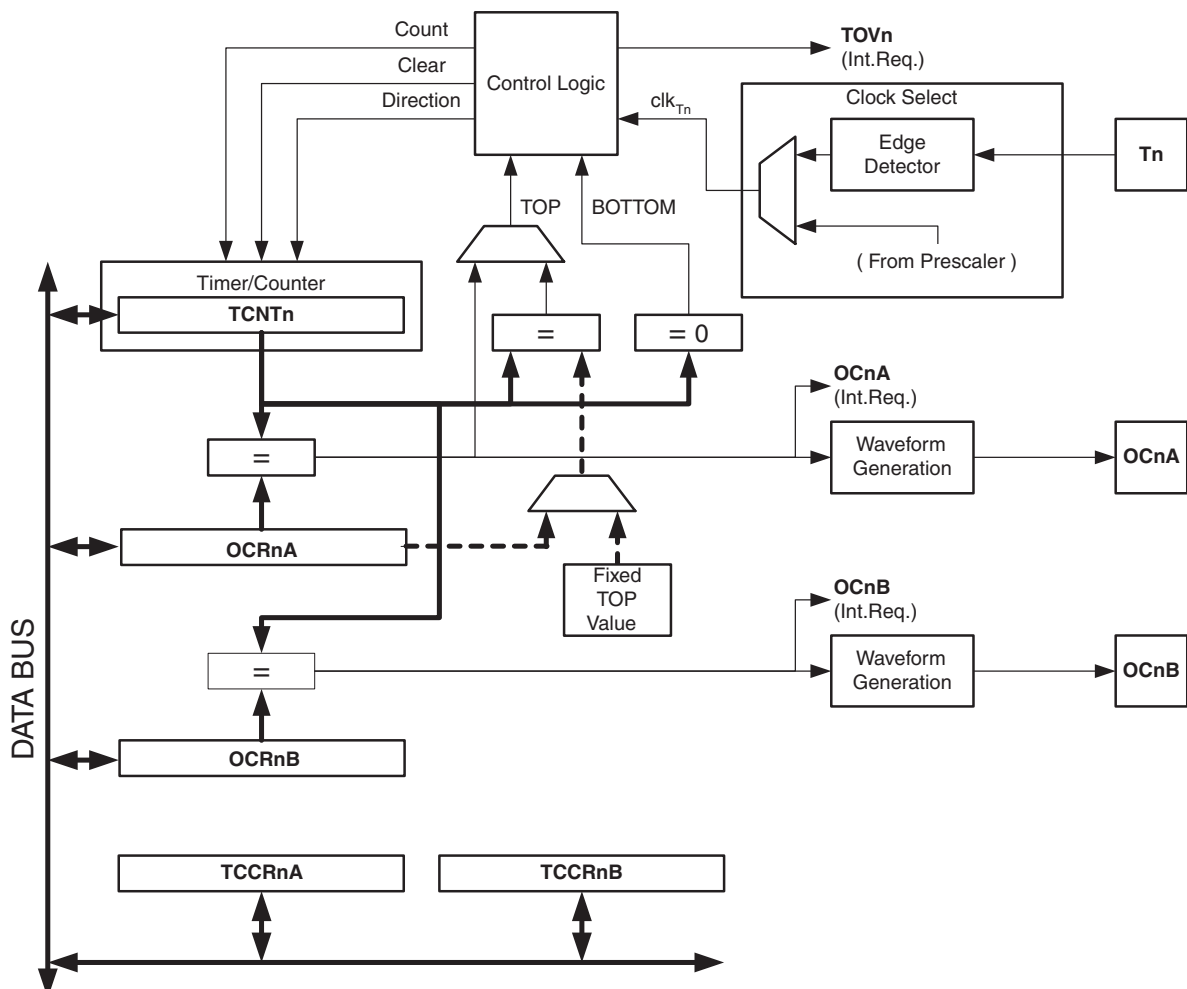 Count
Clear
Direction
Control Logic
TOVn
(Int.Req.)
clkTn
Clock Select
Edge
Detector
Tn
( From Prescaler )
TOP
BOTTOM
Timer/Counter
TCNTn
=
= 0
OCnA
(Int.Req.)
=
Waveform
Generation
OCnA
OCRnA
Fixed
TOP
Value
OCnB
(Int.Req.)
=
Waveform
Generation
OCnB
DATA BUS
OCRnB
TCCRnA
TCCRnB